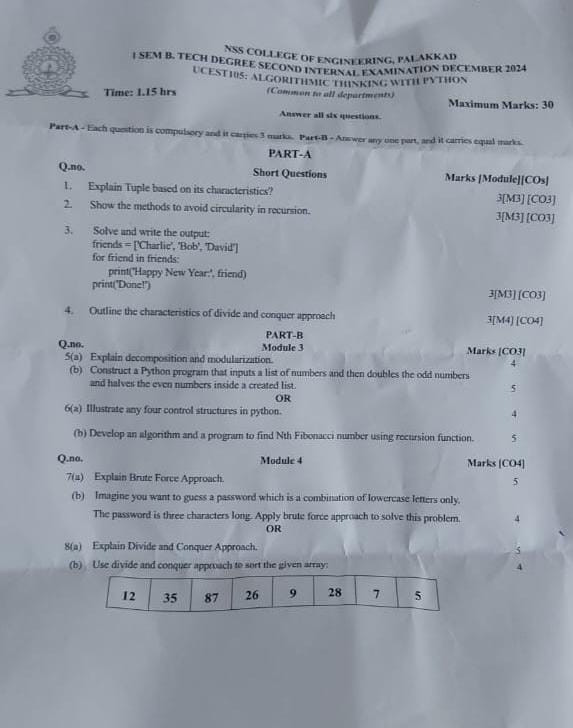 NSS COLLEGE OF ENGINEERING, PALAKKAD
I SEM B. TECH DEGREE SECOND INTERNAL EXAMINATION DECEMBER 2024
UCEST105: ALGORITHMIC THINKING WITH PYTHON
(Common to all departments)
Time: 1.15 hrs
Maximum Marks: 30
Answer all six questions.
Part-A - Each question is compulsory and it carries 3 marks. Part-B - Answer any one part, and it carries equal marks.
PART-A
Q.no. Short Questions Marks [Module][COs]
1. Explain Tuple based on its characteristics? 3[M3] [CO3]
2. Show the methods to avoid circularity in recursion. 3[M3] [CO3]
3. Solve and write the output:
friends = ['Charlie', 'Bob', 'David']
for friend in friends:
print('Happy New Year:', friend)
print('Done!') 3[M3] [CO3]
4. Outline the characteristics of divide and conquer approach 3[M4] [CO4]
PART-B
Q.no. Module 3 Marks [CO3]
5(a) Explain decomposition and modularization. 4
(b) Construct a Python program that inputs a list of numbers and then doubles the odd numbers
and halves the even numbers inside a created list. 5
OR
6(a) Illustrate any four control structures in python. 4
(b) Develop an algorithm and a program to find Nth Fibonacci number using recursion function. 5
Q.no. Module 4 Marks [CO4]
7(a) Explain Brute Force Approach. 5
(b) Imagine you want to guess a password which is a combination of lowercase letters only.
The password is three characters long. Apply brute force approach to solve this problem. 4
OR
8(a) Explain Divide and Conquer Approach. 5
(b) Use divide and conquer approach to sort the given array: 4
12 35 87 26 9 28 7 5